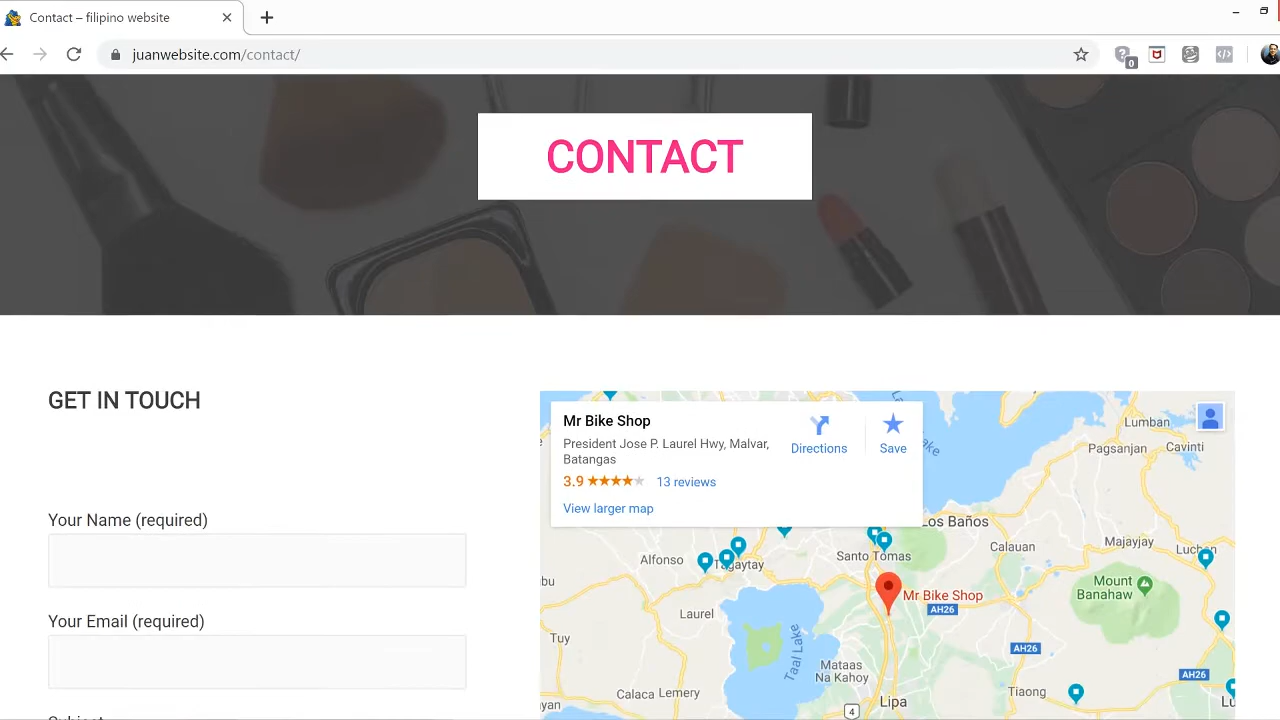 Contact – filipino website
juanwebsite.com/contact/
0
CONTACT
GET IN TOUCH
Your Name (required)
Your Email (required)
Subject
Mr Bike Shop
President Jose P. Laurel Hwy, Malvar,
Batangas
3.9
13 reviews
View larger map
Directions
Save
Lake
Lumban
Pagsanjan
Cavinti
Los Baños
Alfonso
Tagaytay
Santo Tomas
Calauan
Majayjay
Mount
Banahaw
Mr Bike Shop
AH26
Laurel
Tuy
Taal Lake
AH26
Mataas
Na Kahoy
AH26
Calaca
Lemery
Tiaong
4
Lipa